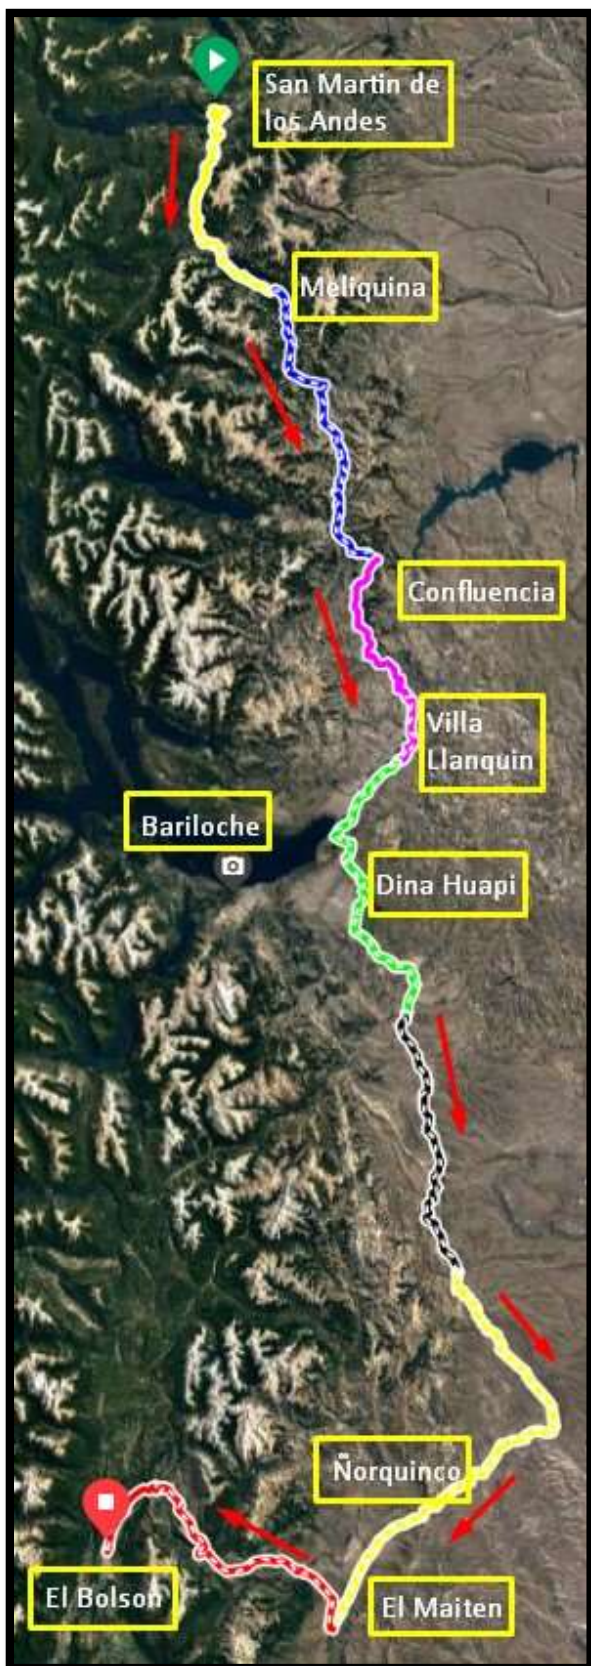 San Martin de
los Andes
Meliquina
Confluencia
Villa
Llanquin
Bariloche
Dina Huapi
Ñorquinco
El Bolson
El Maiten